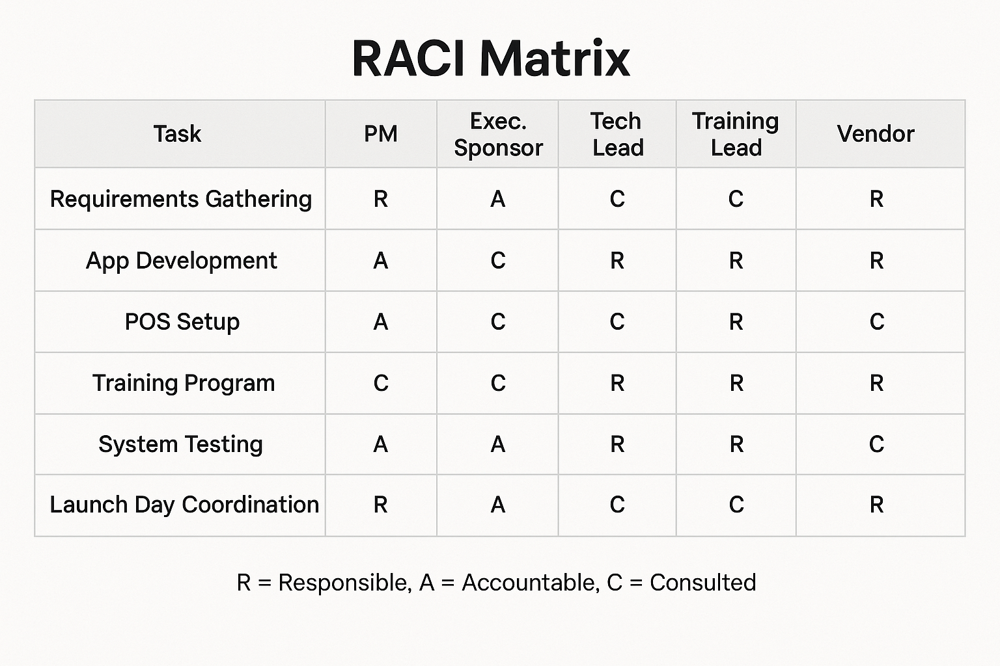 RACI Matrix
Task PM Exec. Sponsor Tech Lead Training Lead Vendor
Requirements Gathering R A C C R
App Development A C R R R
POS Setup A C C R C
Training Program C C R R R
System Testing A A R R C
Launch Day Coordination R A C C R
R = Responsible, A = Accountable, C = Consulted